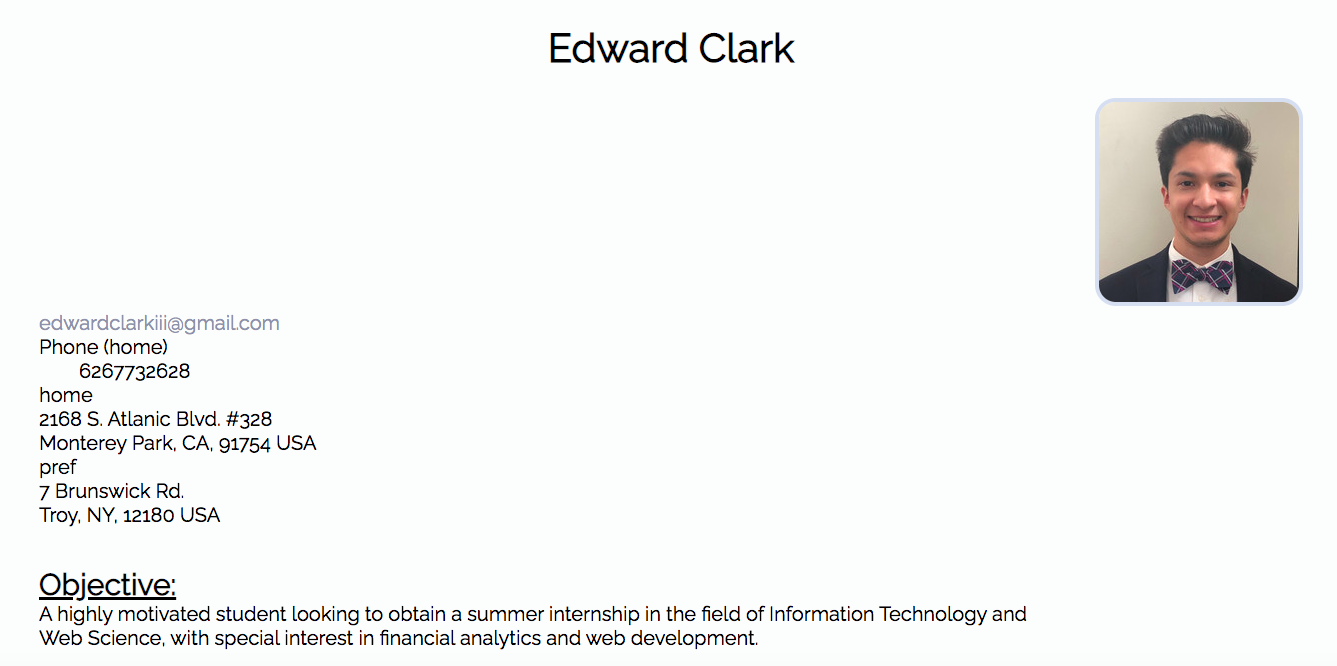 Edward Clark
edwardclarkiii@gmail.com
Phone (home)
6267732628
home
2168 S. Atlanic Blvd. #328
Monterey Park, CA, 91754 USA
pref
7 Brunswick Rd.
Troy, NY, 12180 USA
Objective:
A highly motivated student looking to obtain a summer internship in the field of Information Technology and
Web Science, with special interest in financial analytics and web development.